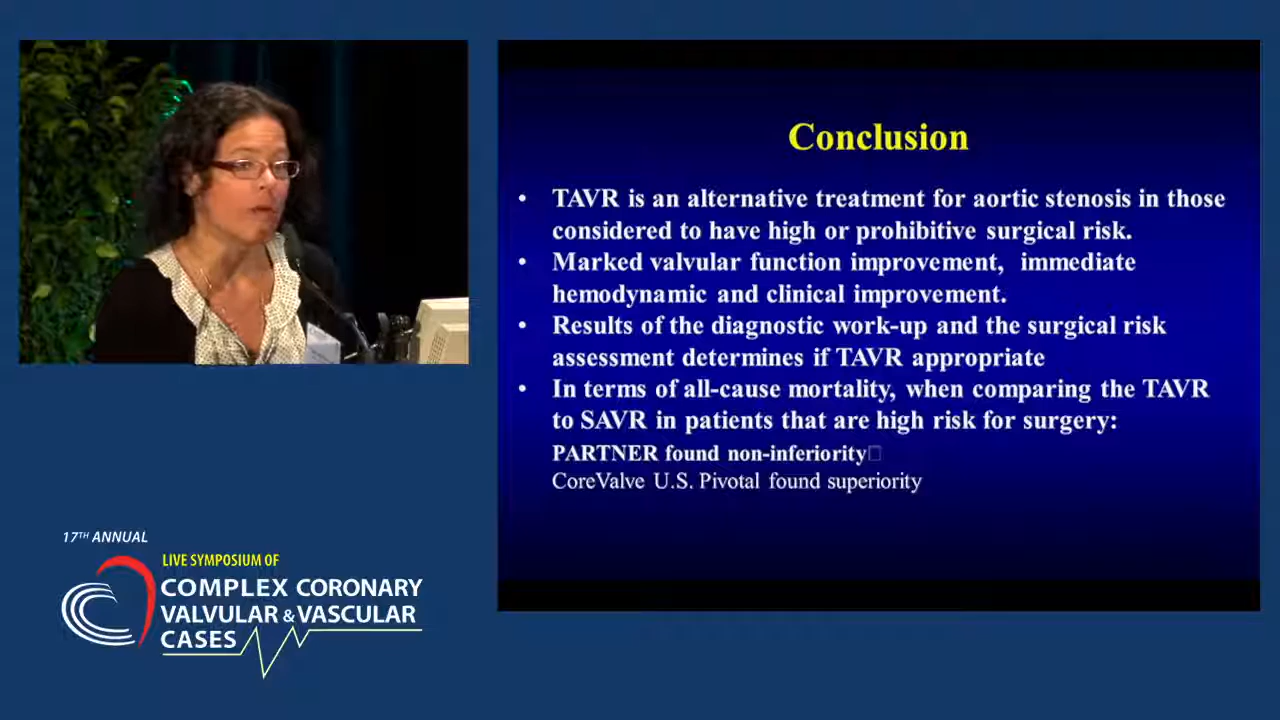 Conclusion
• TAVR is an alternative treatment for aortic stenosis in those
considered to have high or prohibitive surgical risk.
• Marked valvular function improvement, immediate
hemodynamic and clinical improvement.
• Results of the diagnostic work-up and the surgical risk
assessment determines if TAVR appropriate
• In terms of all-cause mortality, when comparing the TAVR
to SAVR in patients that are high risk for surgery:
PARTNER found non-inferiority□
CoreValve U.S. Pivotal found superiority
17TH ANNUAL
LIVE SYMPOSIUM OF
COMPLEX CORONARY
VALVULAR & VASCULAR
CASES